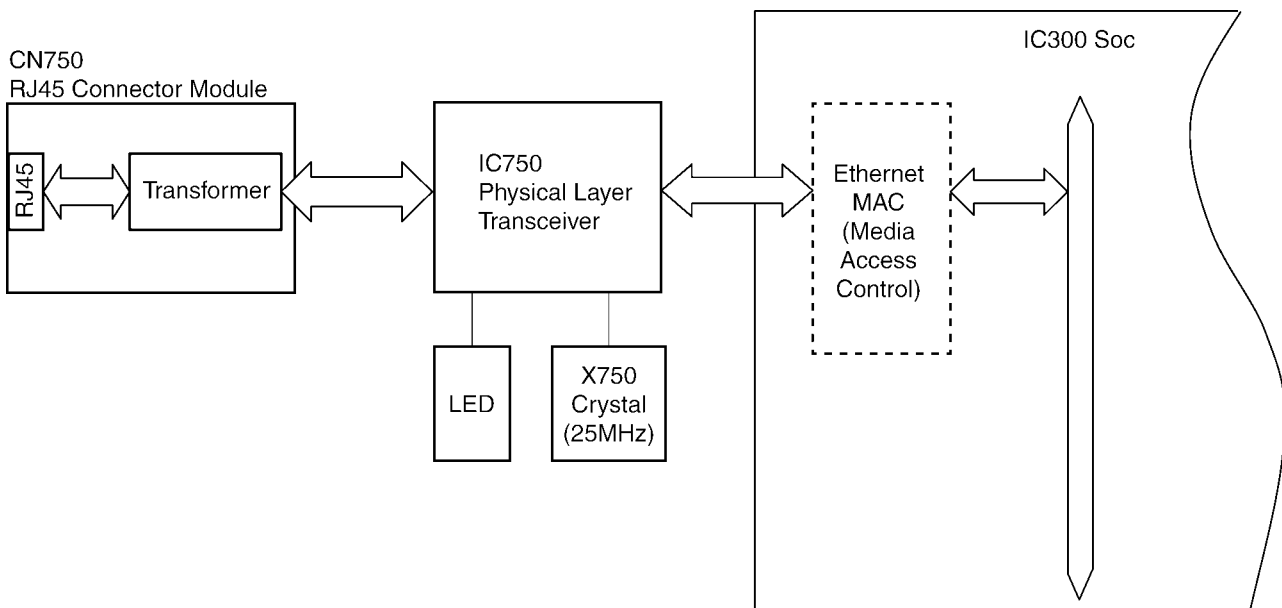 CN750
RJ45 Connector Module
RJ45
Transformer
IC750
Physical Layer
Transceiver
LED
X750
Crystal
(25MHz)
IC300 Soc
Ethernet
MAC
(Media
Access
Control)